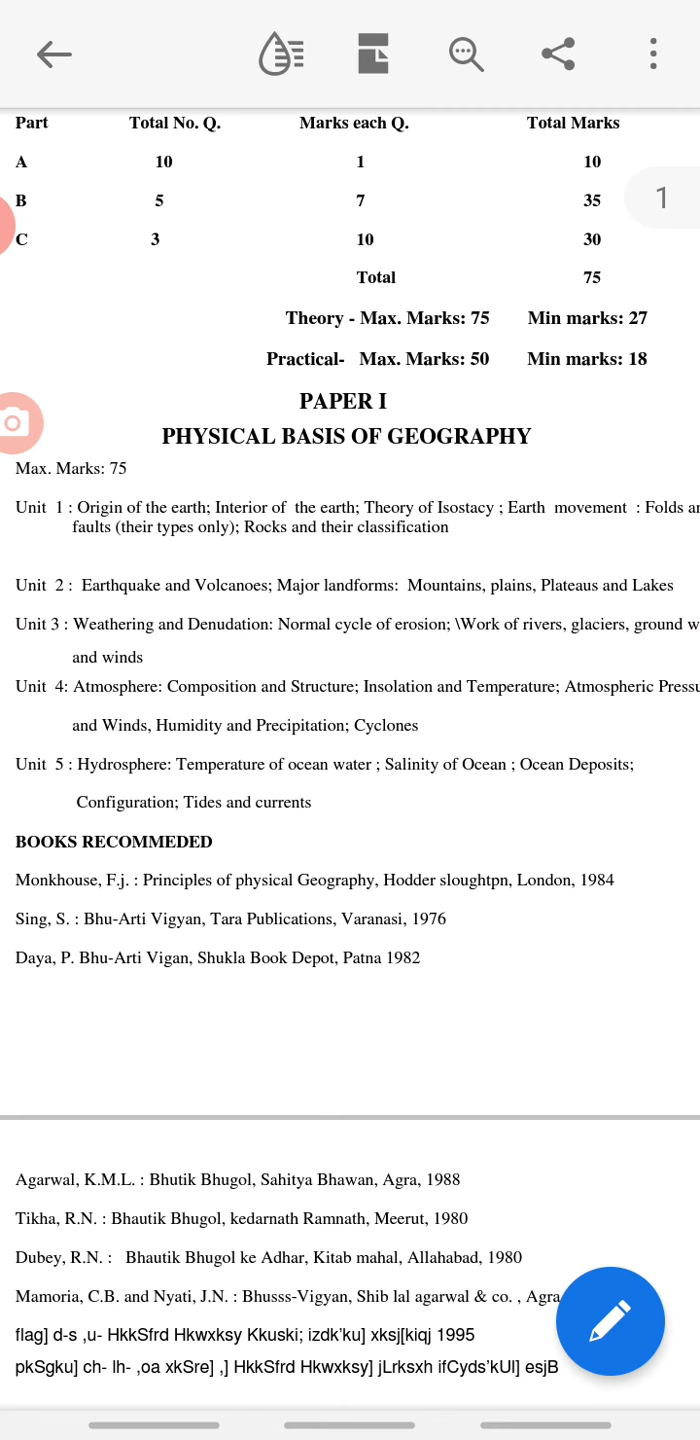 Part Total No. Q. Marks each Q. Total Marks
A 10 1 10
B 5 7 35
1
C 3 10 30
Total 75
Theory - Max. Marks: 75 Min marks: 27
Practical- Max. Marks: 50 Min marks: 18
PAPER I
PHYSICAL BASIS OF GEOGRAPHY
Max. Marks: 75
Unit 1 : Origin of the earth; Interior of the earth; Theory of Isostacy ; Earth movement : Folds
faults (their types only); Rocks and their classification
Unit 2 : Earthquake and Volcanoes; Major landforms: Mountains, plains, Plateaus and Lakes
Unit 3 : Weathering and Denudation: Normal cycle of erosion; \Work of rivers, glaciers, ground
and winds
Unit 4: Atmosphere: Composition and Structure; Insolation and Temperature; Atmospheric
and Winds, Humidity and Precipitation; Cyclones
Unit 5 : Hydrosphere: Temperature of ocean water ; Salinity of Ocean ; Ocean Deposits;
Configuration; Tides and currents
BOOKS RECOMMEDED
Monkhouse, F.j. : Principles of physical Geography, Hodder sloughtpn, London, 1984
Sing, S. : Bhu-Arti Vigyan, Tara Publications, Varanasi, 1976
Daya, P. Bhu-Arti Vigan, Shukla Book Depot, Patna 1982
Agarwal, K.M.L. : Bhutik Bhugol, Sahitya Bhawan, Agra, 1988
Tikha, R.N. : Bhautik Bhugol, kedarnath Ramnath, Meerut, 1980
Dubey, R.N. : Bhautik Bhugol ke Adhar, Kitab mahal, Allahabad, 1980
Mamoria, C.B. and Nyati, J.N. : Bhusss-Vigyan, Shib lal agarwal & co. , Agra
flag] d-s ,u- HkkSfrd Hkwxksy Kkuski; izdk'ku] xksj[kiqj 1995
pkSgku] ch- lh- ,oa xkSre] ,] HkkSfrd Hkwxksy] jLrksxh ifCyds'kUl] esjB